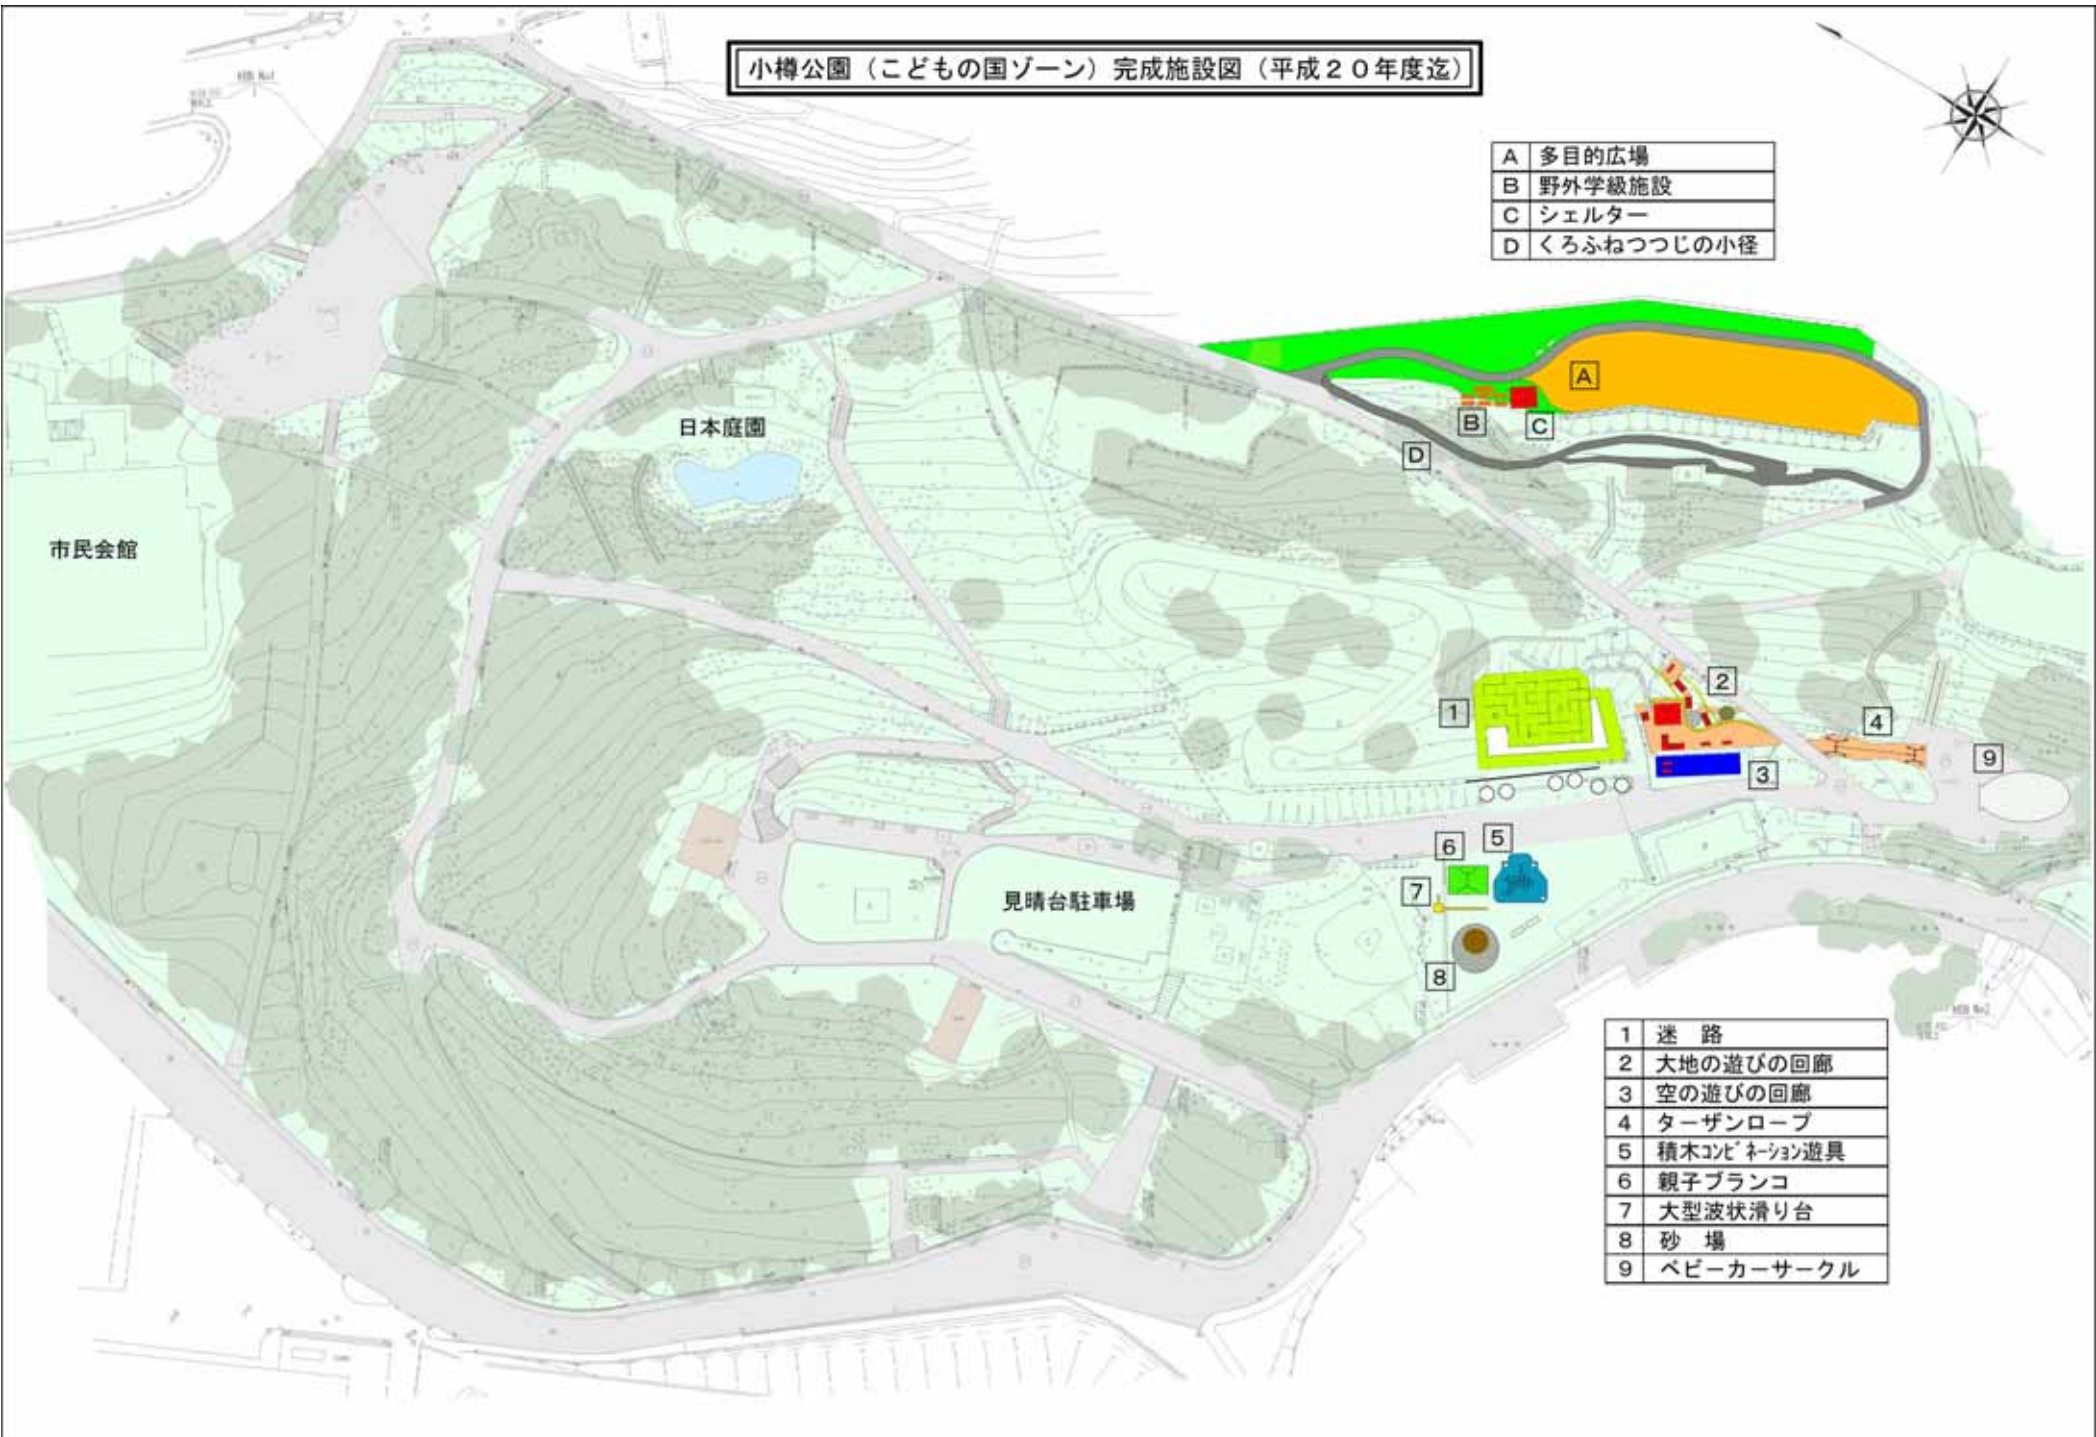 小樽公園（こどもの国ゾーン）完成施設図（平成２０年度迄）
A 多目的広場
B 野外学級施設
C シェルター
D くろふねつつじの小径
A
B
C
D
日本庭園
市民会館
1
2
4
9
3
5
6
7
見晴台駐車場
8
1 迷　路
2 大地の遊びの回廊
3 空の遊びの回廊
4 ターザンロープ
5 積木ｺﾝﾋﾞﾈｰｼｮﾝ遊具
6 親子ブランコ
7 大型波状滑り台
8 砂　場
9 ベビーカーサークル